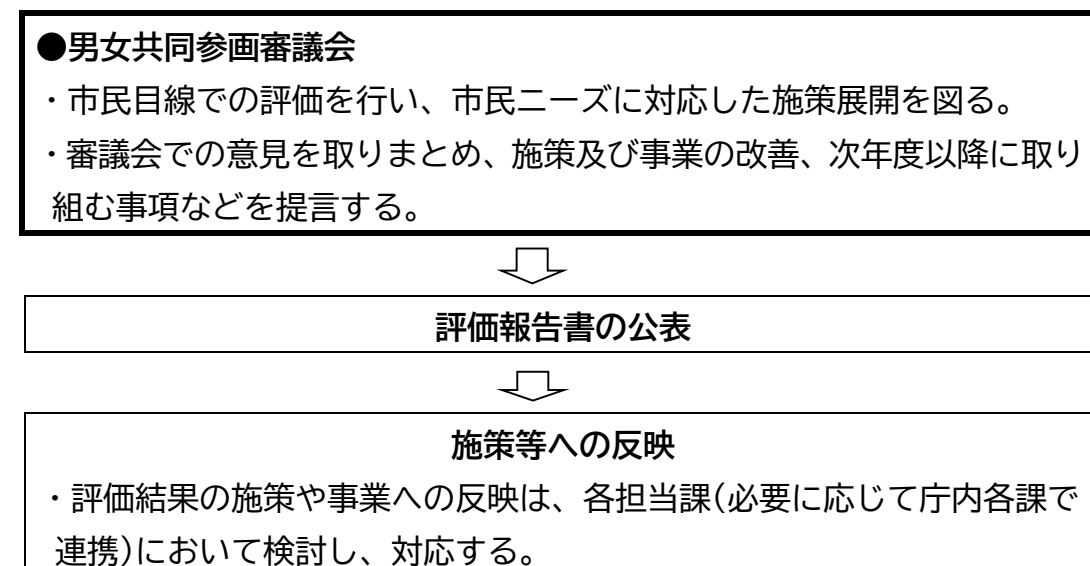 ●男女共同参画審議会
・市民目線での評価を行い、市民ニーズに対応した施策展開を図る。
・審議会での意見を取りまとめ、施策及び事業の改善、次年度以降に取り
組む事項などを提言する。
評価報告書の公表
施策等への反映
・評価結果の施策や事業への反映は、各担当課(必要に応じて庁内各課で
連携)において検討し、対応する。